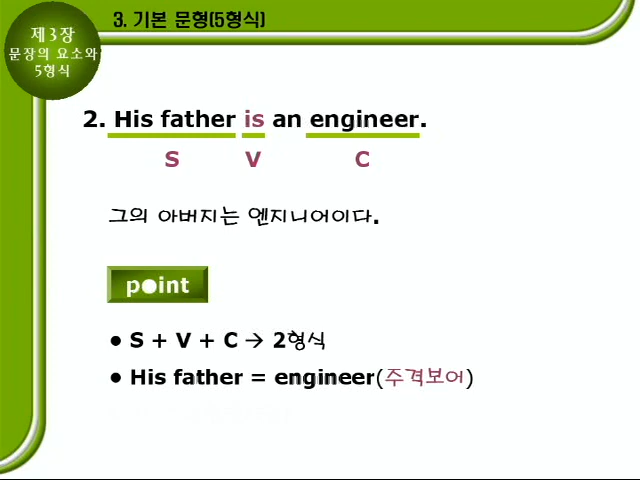 3. 기본 문형(5형식)
제3장
문장의 요소와
5형식
2. His father is an engineer.
S V C
그의 아버지는 엔지니어이다.
point
• S + V + C → 2형식
• His father = engineer(주격보어)